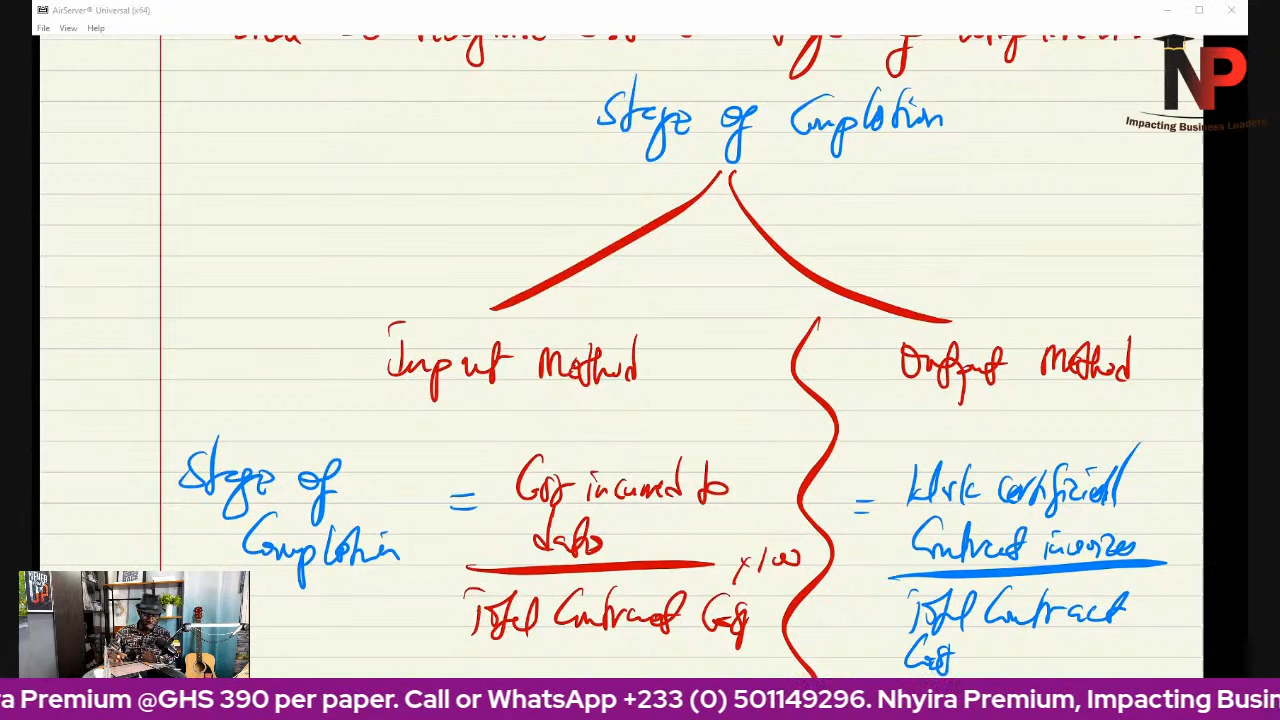 AirServer® Universal (x64)
File View Help
NP
Impacting Business Leaders
Stage of Completion
Input Method
Output Method
Stage of Completion
=
Cost incurred to date
x100
Total Contract Cost
=
Work certified/
Contract invoices
Total Contract Cost
ra Premium @GHS 390 per paper. Call or WhatsApp +233 (0) 501149296. Nhyira Premium, Impacting Busin